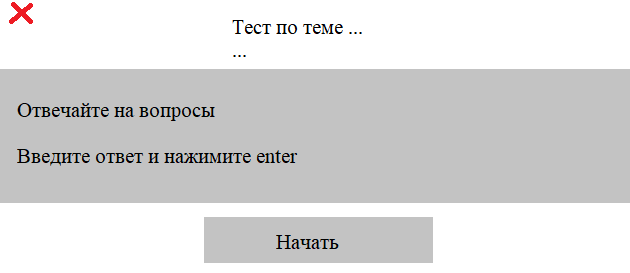 Тест по теме ...
...
Отвечайте на вопросы
Введите ответ и нажимите enter
Начать